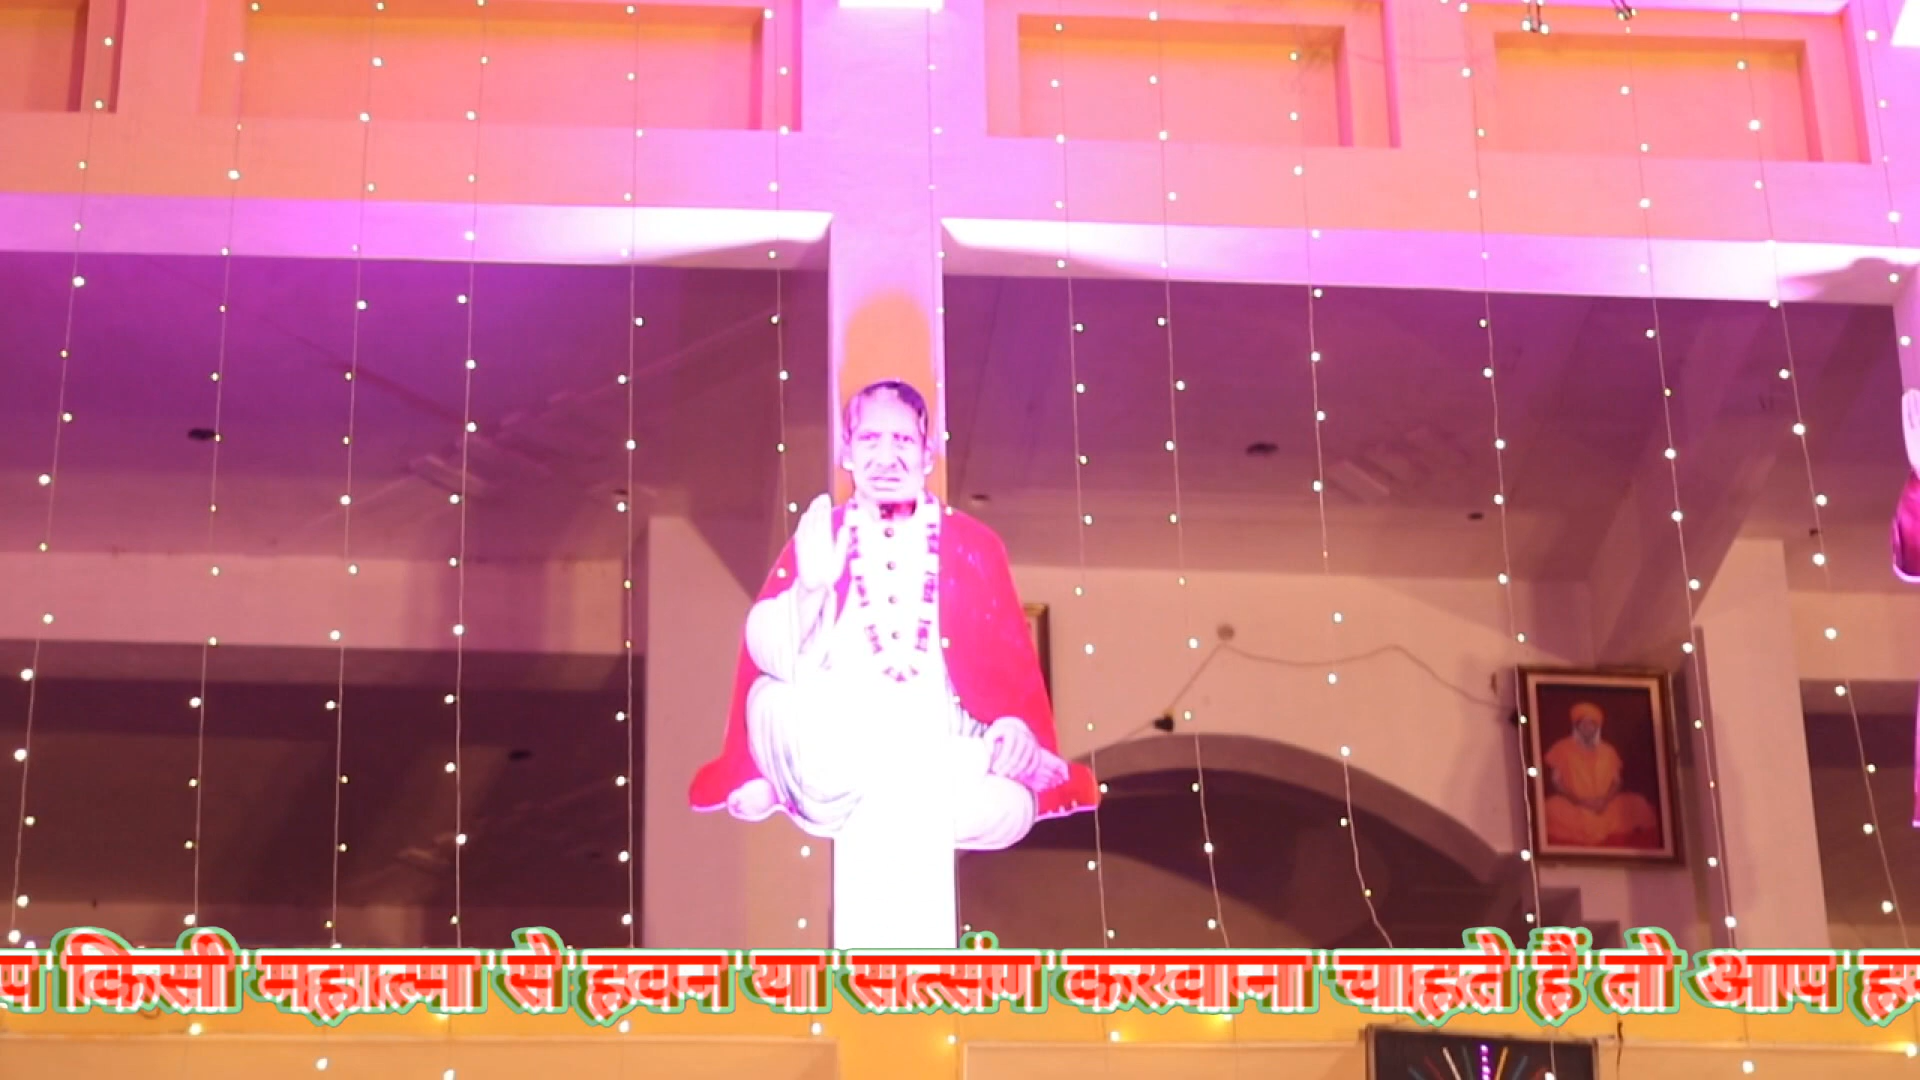 प किसी महात्मा से हवन या सत्संग करवाना चाहते हैं तो आप